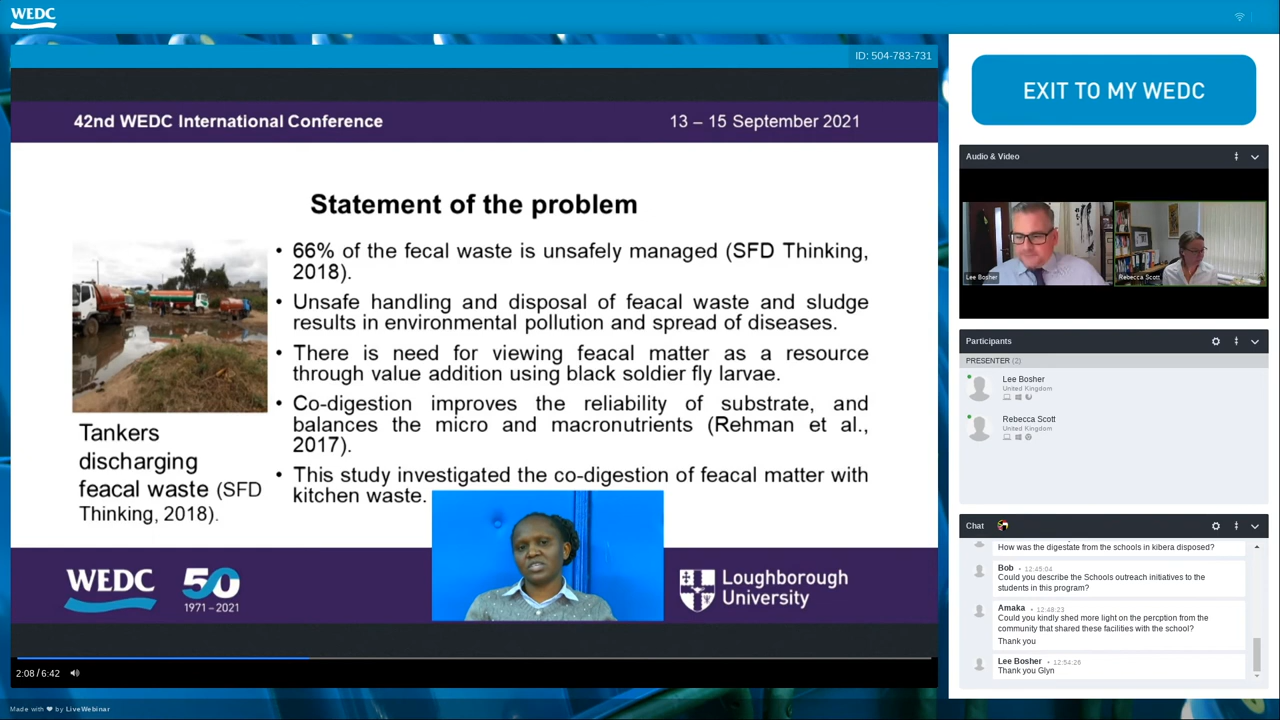 WEDC
ID: 504-783-731
42nd WEDC International Conference
13 – 15 September 2021
Statement of the problem
• 66% of the fecal waste is unsafely managed (SFD Thinking,
2018).
• Unsafe handling and disposal of feacal waste and sludge
results in environmental pollution and spread of diseases.
• There is need for viewing feacal matter as a resource
through value addition using black soldier fly larvae.
• Co-digestion improves the reliability of substrate, and
balances the micro and macronutrients (Rehman et al.,
2017).
• This study investigated the co-digestion of feacal matter with
kitchen waste.
Tankers
discharging
feacal waste (SFD
Thinking, 2018).
WEDC
50
1971–2021
Loughborough
University
2:08 / 6:42
Made with ❤ by LiveWebinar
EXIT TO MY WEDC
Audio & Video
Lee Bosher
Rebecca Scott
Participants
PRESENTER (2)
Lee Bosher
United Kingdom
Rebecca Scott
United Kingdom
Chat
How was the digestate from the schools in kibera disposed?
Bob • 12:45:04
Could you describe the Schools outreach initiatives to the
students in this program?
Amaka • 12:48:23
Could you kindly shed more light on the percption from the
community that shared these facilities with the school?
Thank you
Lee Bosher • 12:54:26
Thank you Glyn